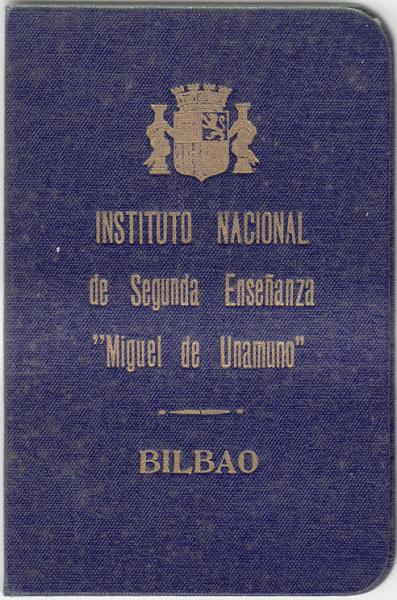 INSTITUTO NACIONAL
de Segunda Enseñanza
"Miguel de Unamuno"
BILBAO